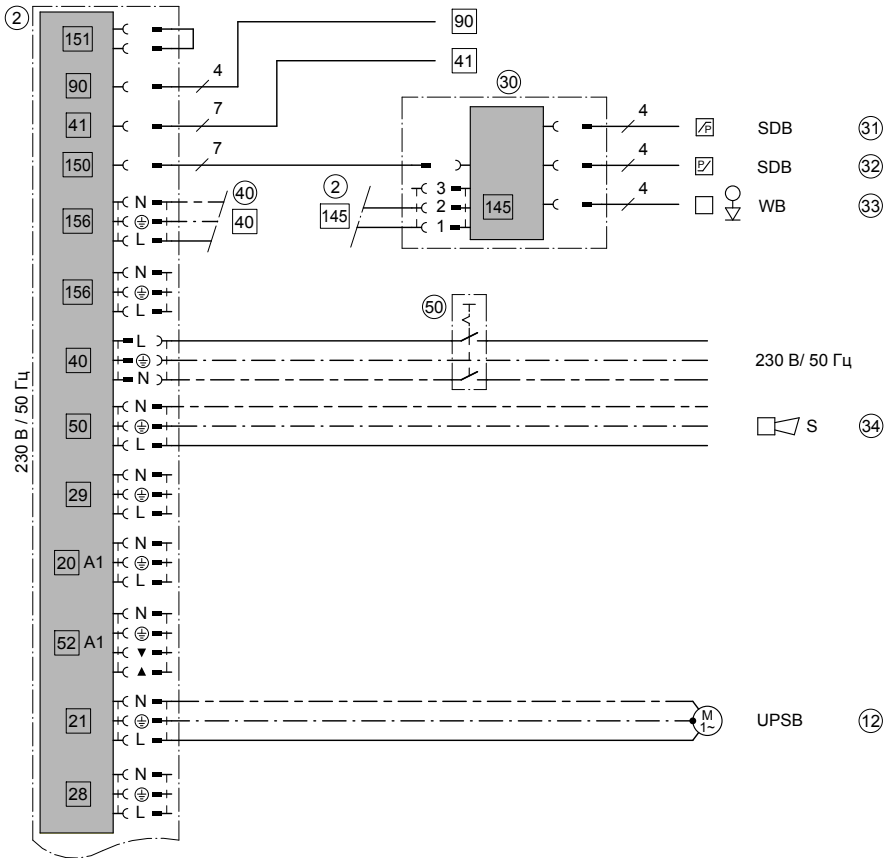 2
151
90
90
4
41
41
7
30
150
7
4
/P SDB 31
4
P/ SDB 32
4
WB 33
156
N
L
40
40
2
145
3
2
1
145
156
N
L
50
40
L
N
230 В/ 50 Гц
230 В / 50 Гц
50
N
L
S 34
29
N
L
20 A1
N
L
52 A1
N
21
N
L
M
1~
UPSB 12
28
N
L